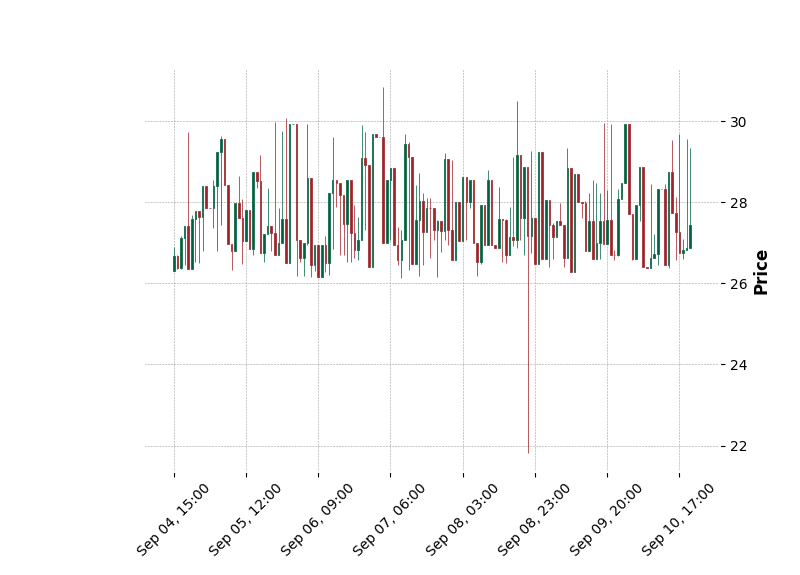 30
28
26
24
22
Price
Sep 04, 15:00
Sep 05, 12:00
Sep 06, 09:00
Sep 07, 06:00
Sep 08, 03:00
Sep 08, 23:00
Sep 09, 20:00
Sep 10, 17:00